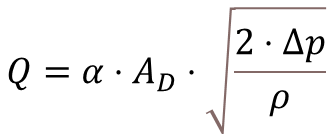 Q = α · A_D · √(2 · Δp / ρ)